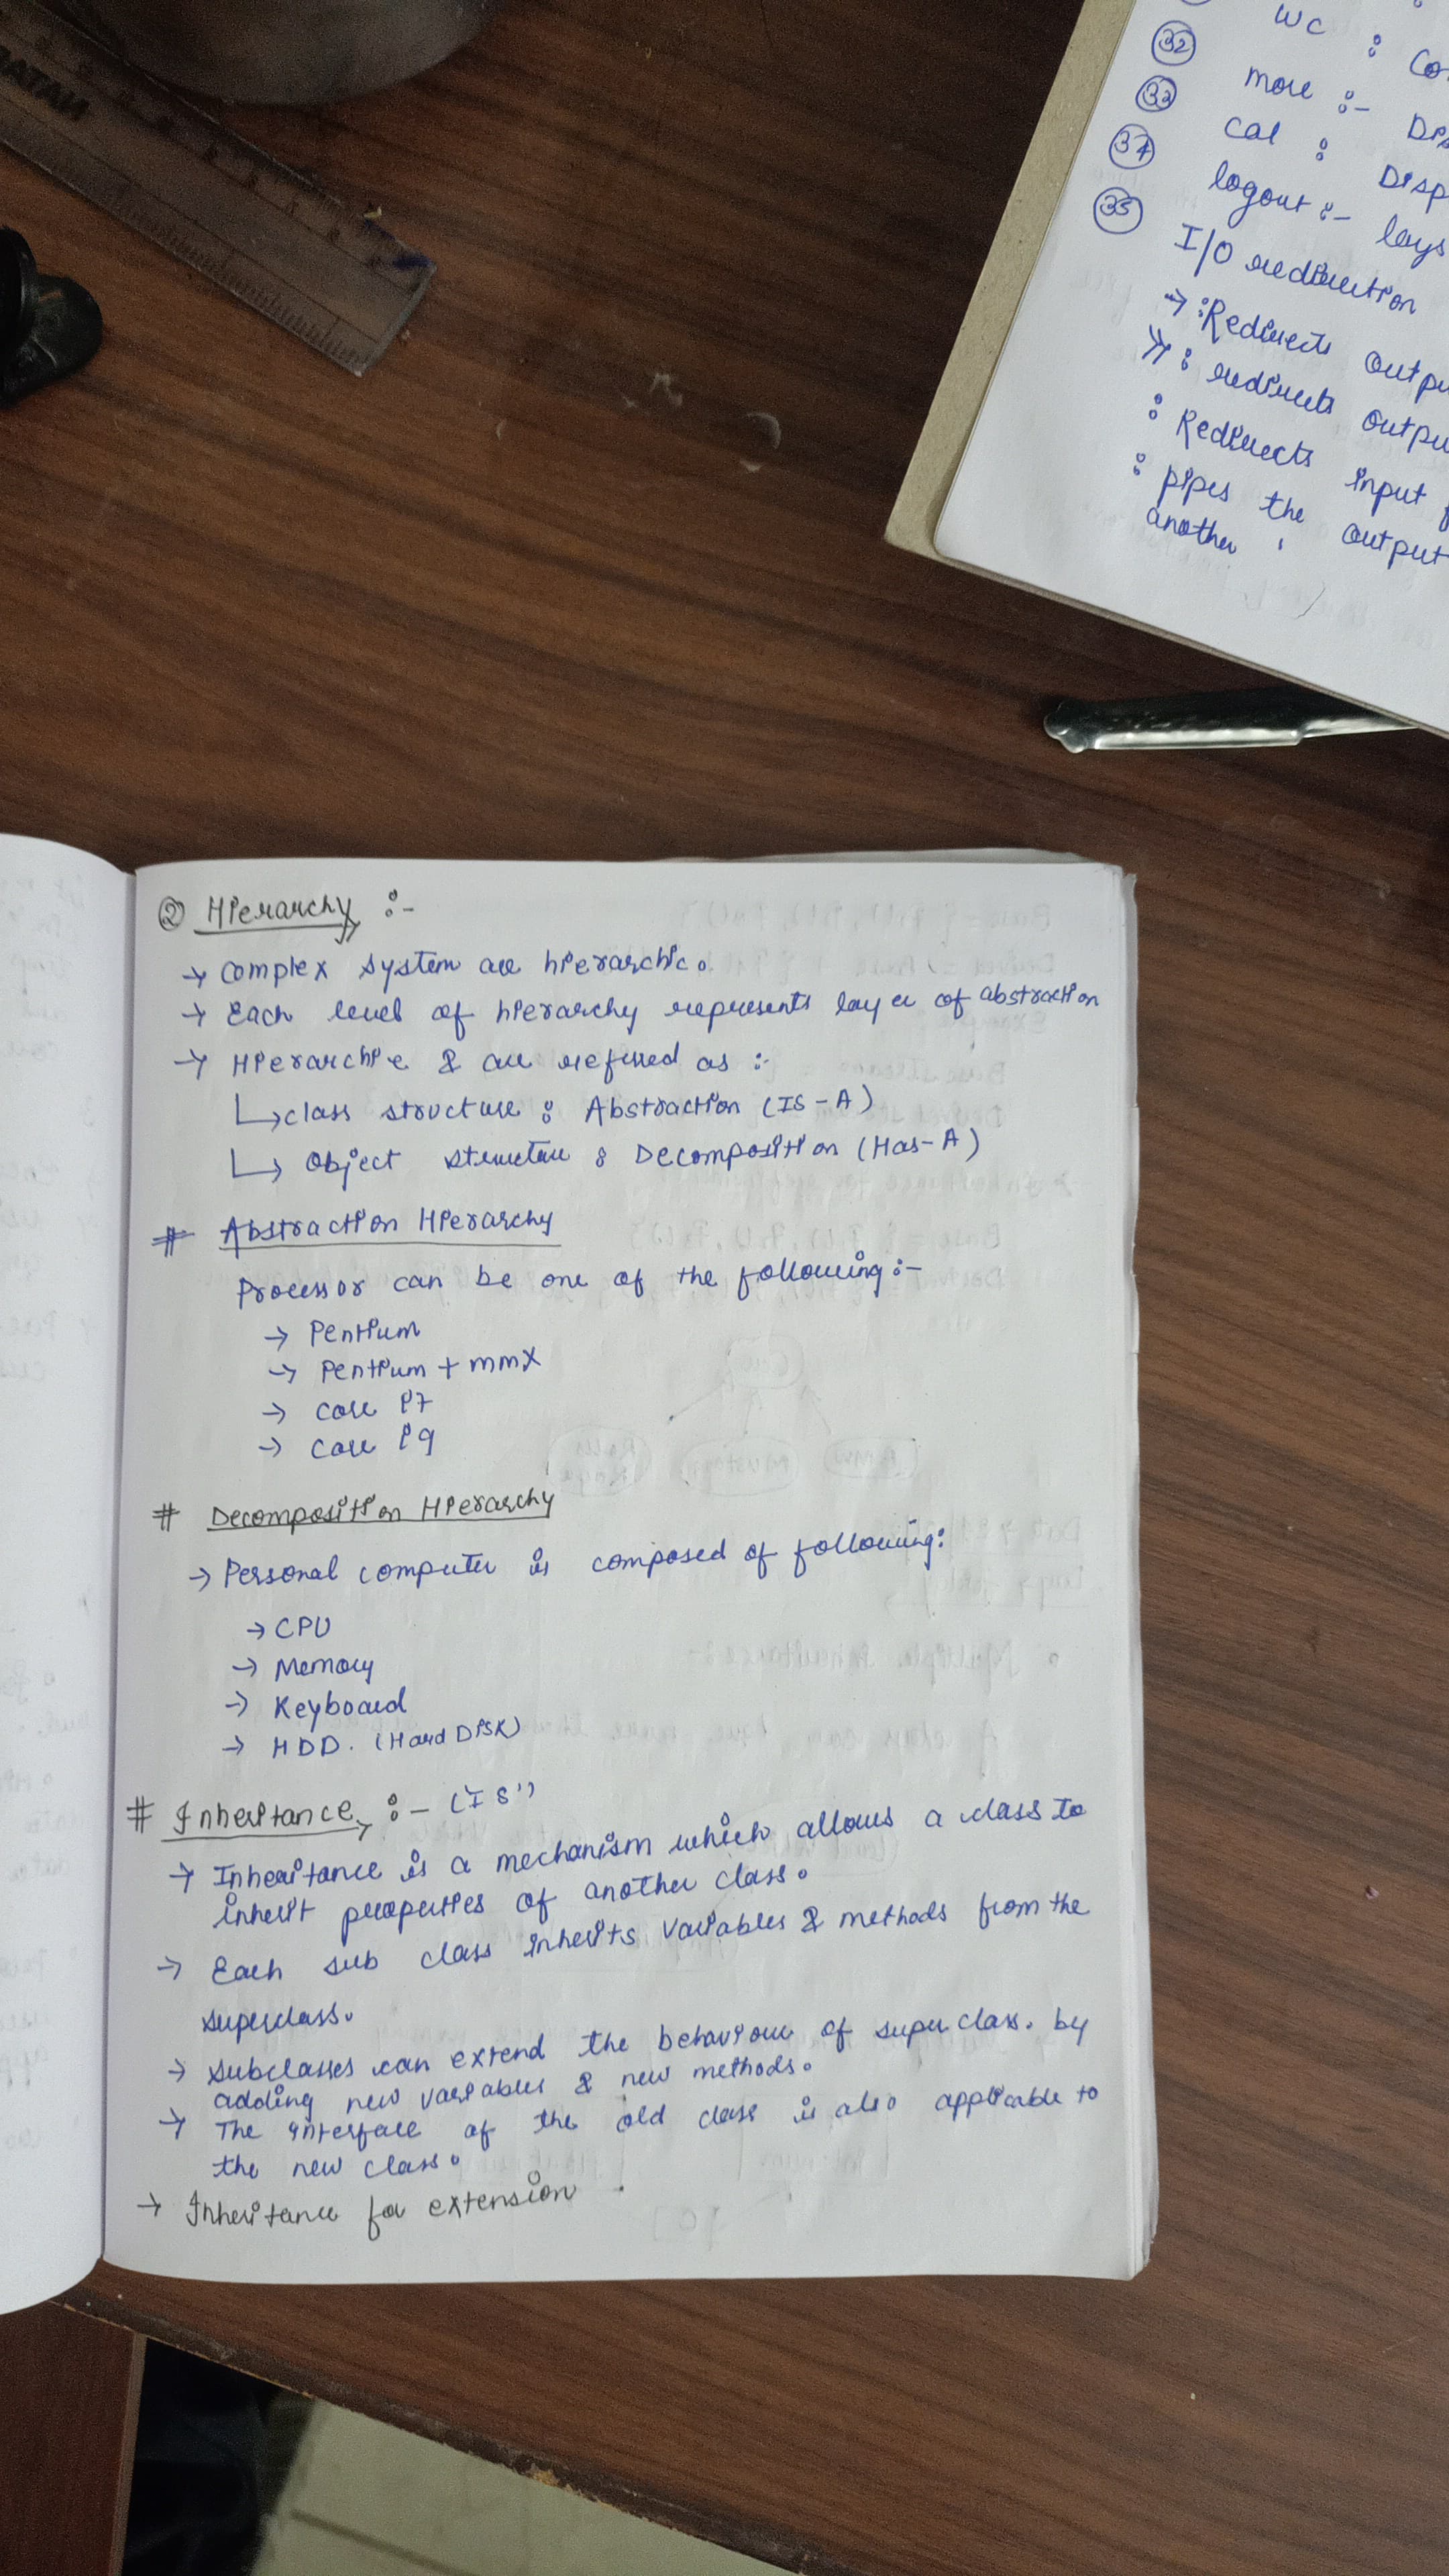 WC :
32 more :-
33 cal :
34 logout :- lays
35 I/O redirection
→ : Redirects outpu
>> : redirects outpu
: Redirects input f
: pipes the output
another .
② Hierarchy :-
→ complex system are hierarchic.
→ Each level of hierarchy represents layer of abstraction
→ Hierarchie & are refined as :-
↳ class structure : Abstraction (IS-A)
↳ Object structure : Decomposition (Has-A)
# Abstraction Hierarchy
Processor can be one of the following :-
→ Pentium
→ Pentium + mmx
→ core i7
→ core i9
# Decomposition Hierarchy
→ Personal computer is composed of following:
→ CPU
→ Memory
→ Keyboard
→ HDD. (Hard Disk)
# Inheritance :- ("IS")
→ Inheritance is a mechanism which allows a class to
inherit properties of another class.
→ Each sub class inherits variables & methods from the
superclass.
→ subclasses can extend the behaviour of super class. by
adding new variables & new methods.
→ The interface of the old class is also applicable to
the new class.
→ Inheritance for extension